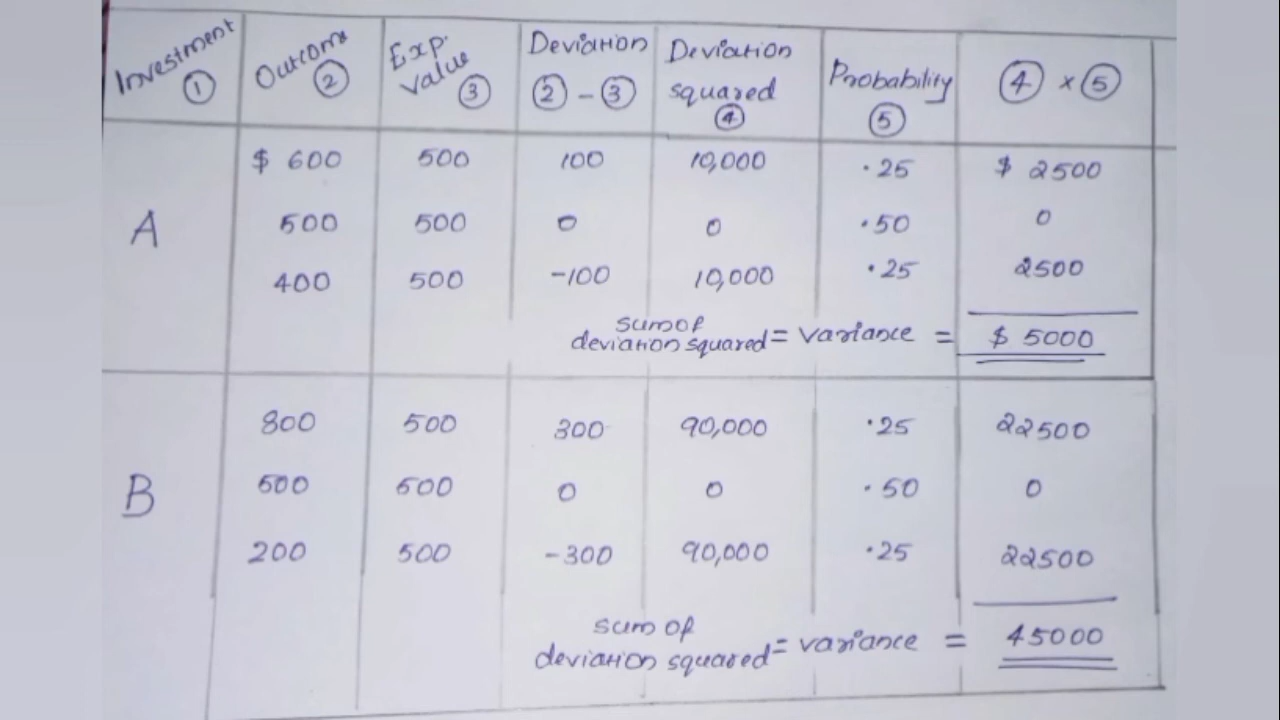 Investment ① Outcome ② Exp. value ③ Deviation ② - ③ Deviation squared ④ Probability ⑤ ④ x ⑤
A
$ 600 500 100 10,000 .25 $ 2500
500 500 0 0 .50 0
400 500 -100 10,000 .25 2500
sum of
deviation squared = variance = $ 5000
B
800 500 300 90,000 .25 22500
500 500 0 0 .50 0
200 500 -300 90,000 .25 22500
sum of
deviation squared = variance = 45000